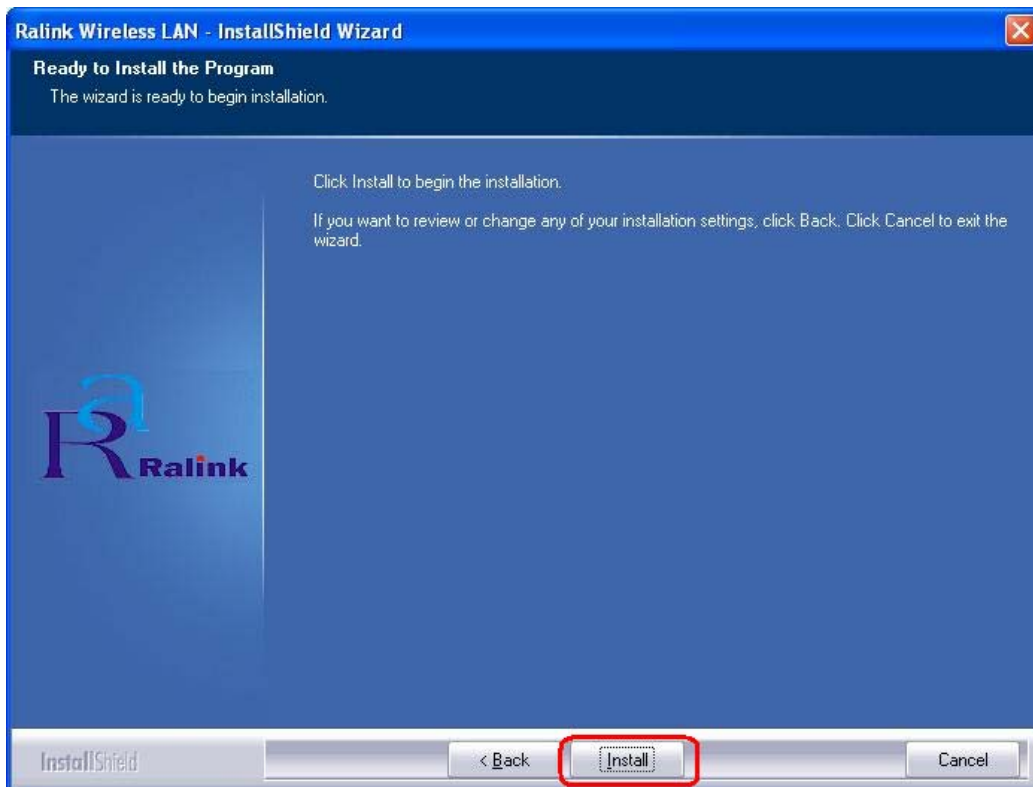 Ralink Wireless LAN - InstallShield Wizard
Ready to Install the Program
The wizard is ready to begin installation.
Click Install to begin the installation.
If you want to review or change any of your installation settings, click Back. Click Cancel to exit the
wizard.
Ra
Ralink
InstallShield
< Back
Install
Cancel